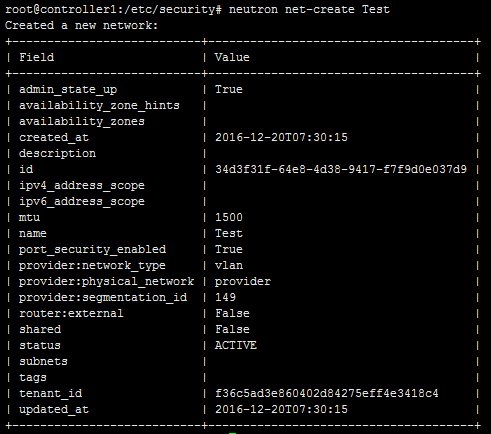 root@controller1:/etc/security# neutron net-create Test
Created a new network:
+---------------------------+--------------------------------------+
| Field                     | Value                                |
+---------------------------+--------------------------------------+
| admin_state_up            | True                                 |
| availability_zone_hints   |                                      |
| availability_zones        |                                      |
| created_at                | 2016-12-20T07:30:15                  |
| description               |                                      |
| id                        | 34d3f31f-64e8-4d38-9417-f7f9d0e037d9 |
| ipv4_address_scope        |                                      |
| ipv6_address_scope        |                                      |
| mtu                       | 1500                                 |
| name                      | Test                                 |
| port_security_enabled     | True                                 |
| provider:network_type     | vlan                                 |
| provider:physical_network | provider                             |
| provider:segmentation_id  | 149                                  |
| router:external           | False                                |
| shared                    | False                                |
| status                    | ACTIVE                               |
| subnets                   |                                      |
| tags                      |                                      |
| tenant_id                 | f36c5ad3e860402d84275eff4e3418c4     |
| updated_at                | 2016-12-20T07:30:15                  |
+---------------------------+--------------------------------------+